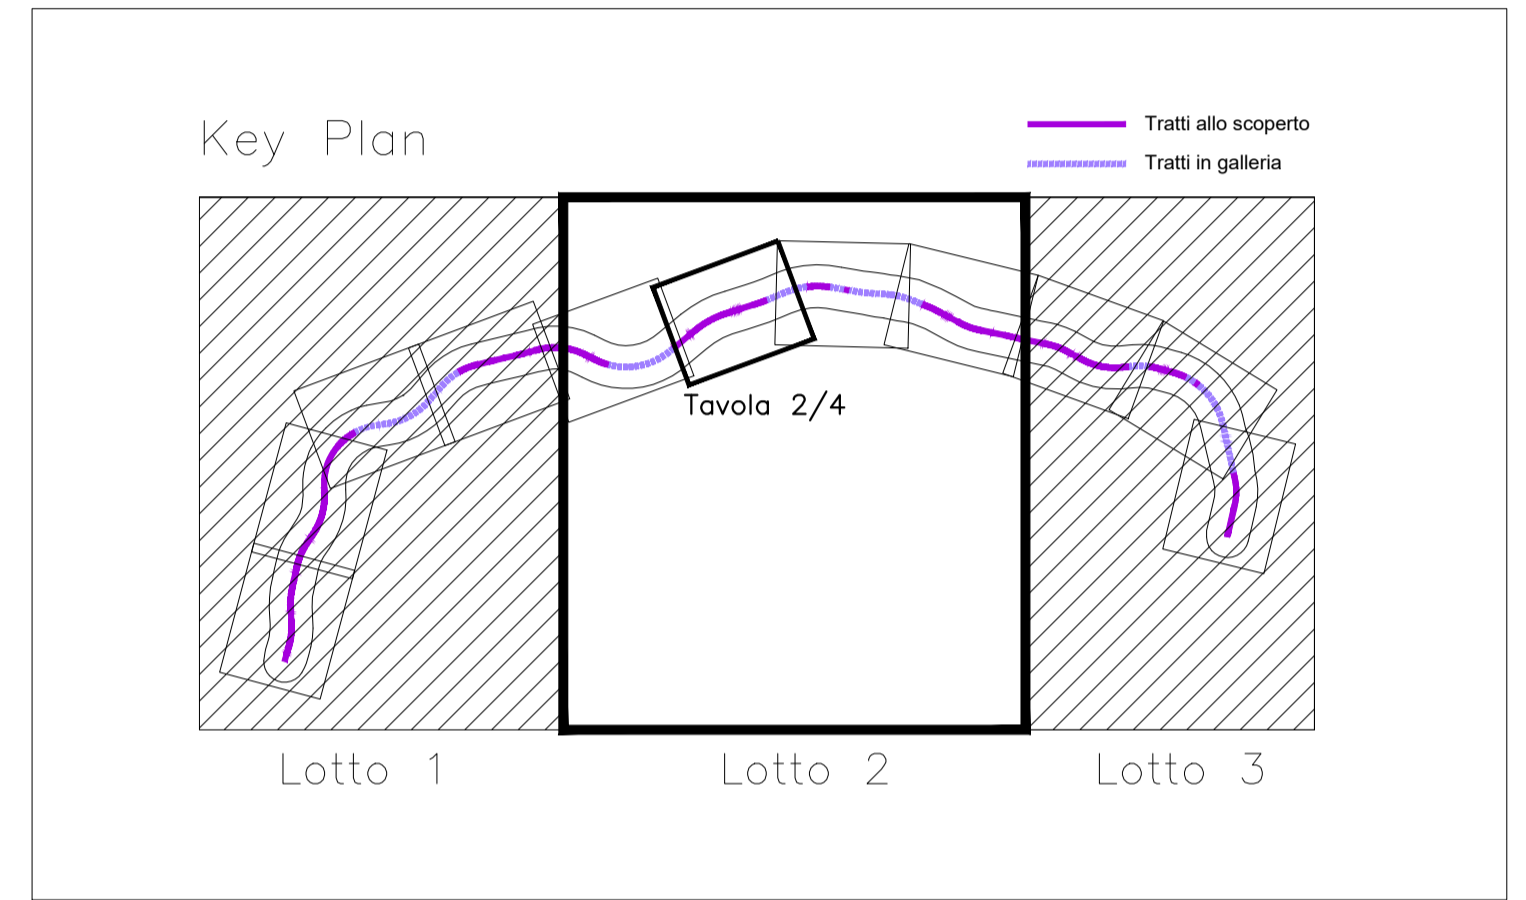 Key Plan
Tratti allo scoperto
Tratti in galleria
Tavola 2/4
Lotto 1
Lotto 2
Lotto 3